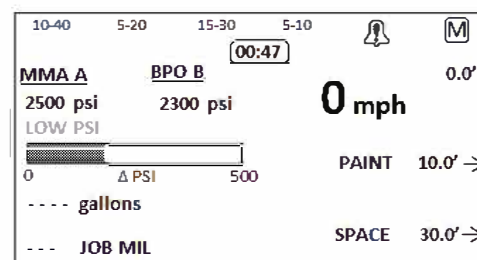 10-40 5-20 15-30 5-10 M
00:47
MMA A BPO B 0.0'
2500 psi 2300 psi 0 mph
LOW PSI
0 Δ PSI 500 PAINT 10.0' →
---- gallons
--- JOB MIL SPACE 30.0' →